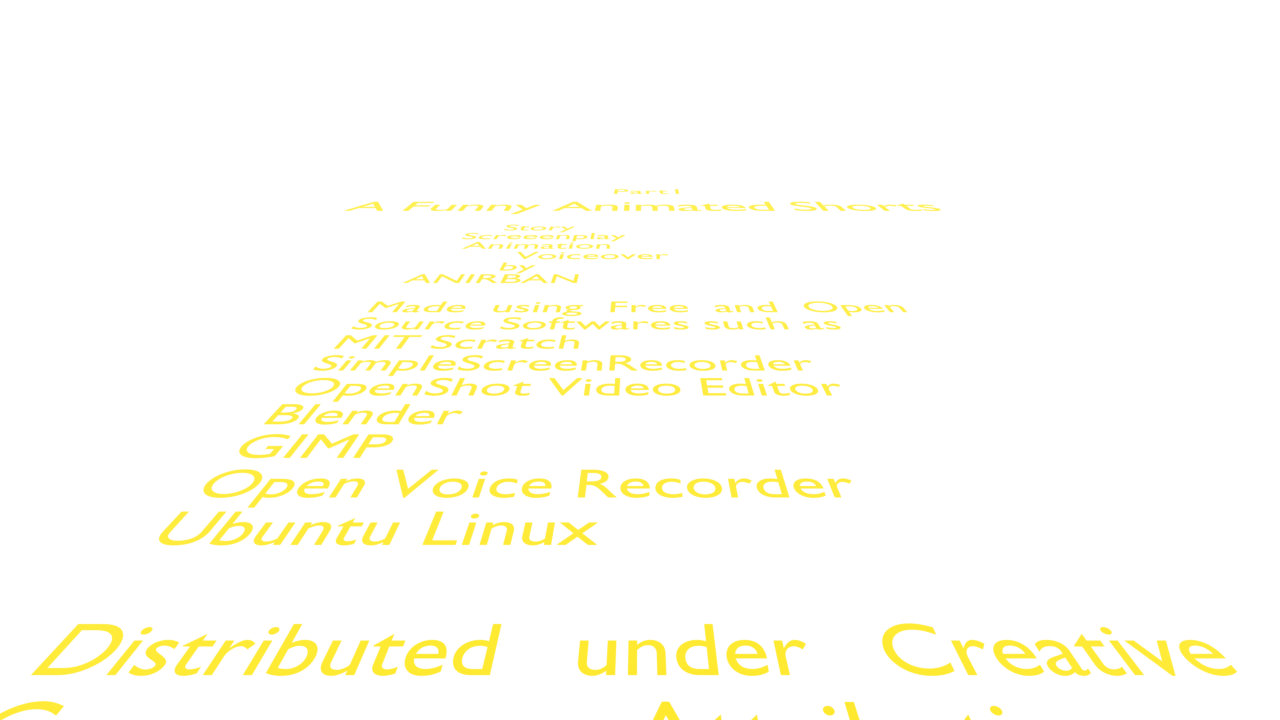 Part I
A Funny Animated Shorts
Story
Screeenplay
Animation
Voiceover
by
ANIRBAN
Made using Free and Open
Source Softwares such as
MIT Scratch
SimpleScreenRecorder
OpenShot Video Editor
Blender
GIMP
Open Voice Recorder
Ubuntu Linux
Distributed under Creative